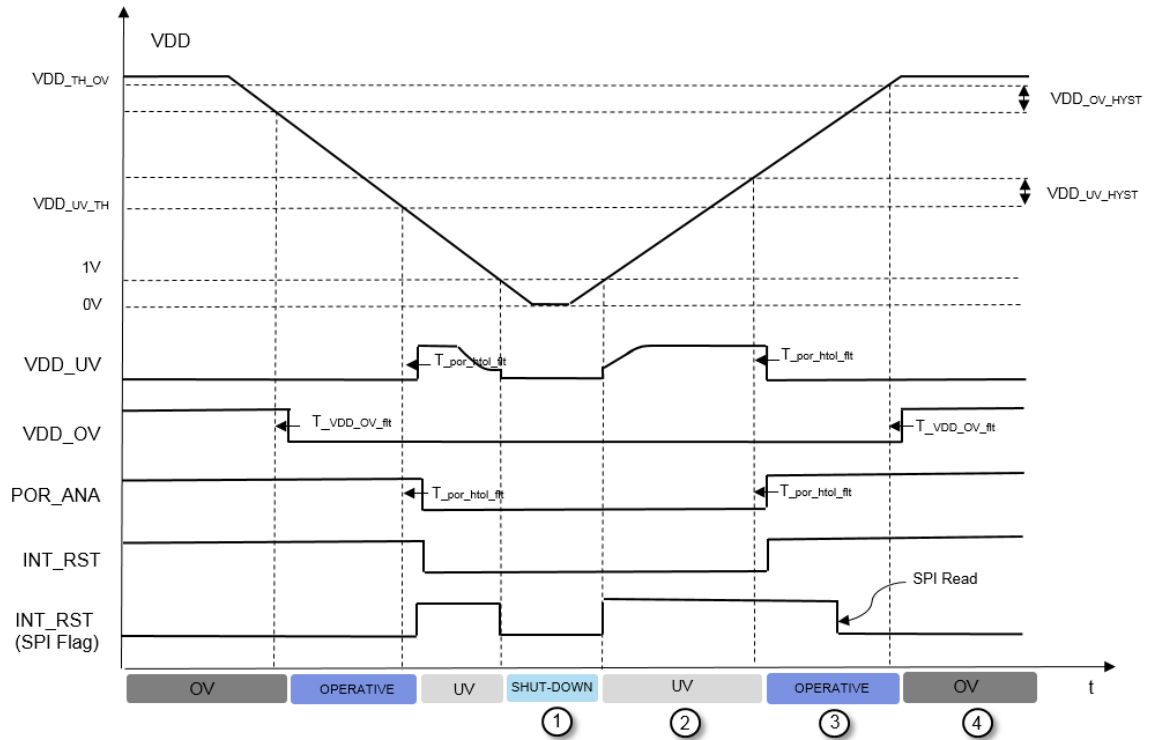 VDD
VDD_TH_OV
VDD_OV_HYST
VDD_UV_TH
VDD_UV_HYST
1V
0V
VDD_UV
T_por_htol_flt
T_por_htol_flt
VDD_OV
T_VDD_OV_flt
T_VDD_OV_flt
POR_ANA
T_por_htol_flt
T_por_htol_flt
INT_RST
SPI Read
INT_RST
(SPI Flag)
OV
OPERATIVE
UV
SHUT-DOWN
UV
OPERATIVE
OV
t
1
2
3
4